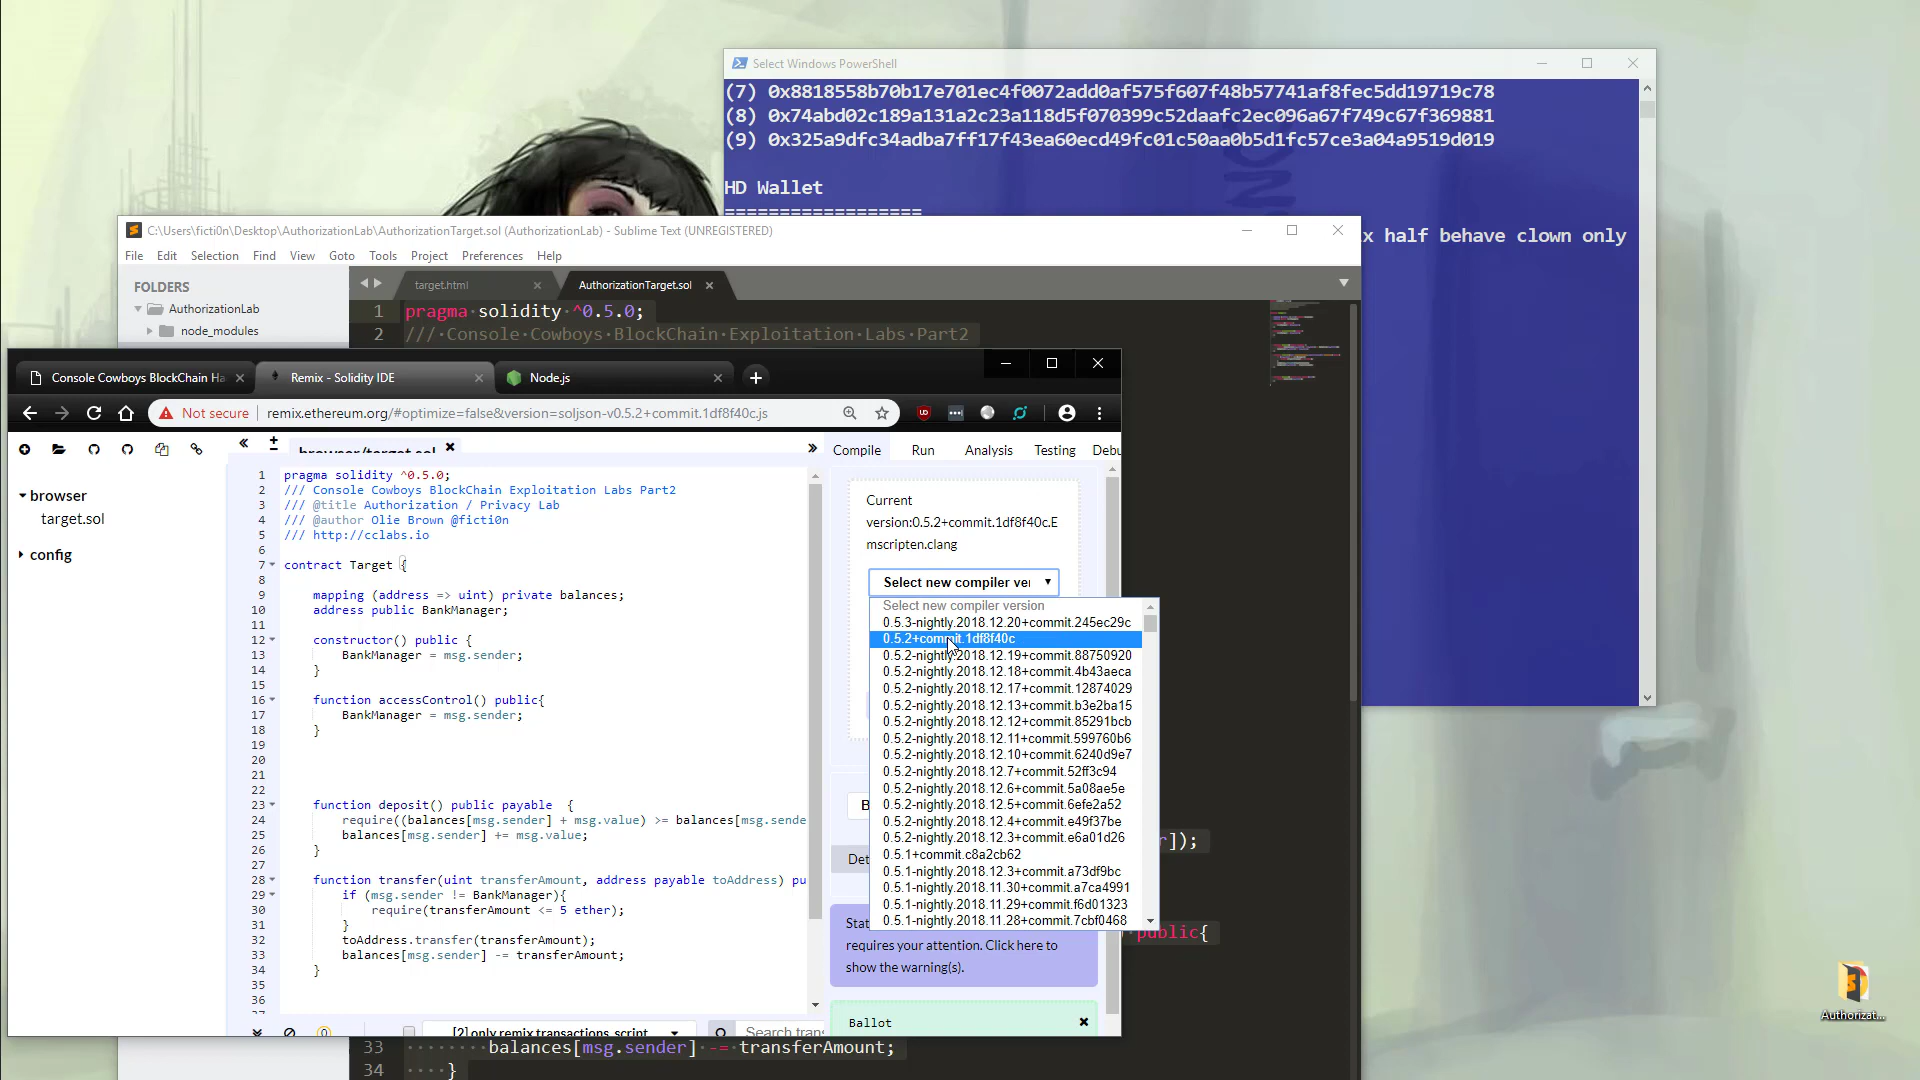 Select Windows PowerShell
(7) 0x8818558b70b17e701ec4f0072add0af575f607f48b57741af8fec5dd19719c78
(8) 0x74abd02c189a131a2c23a118d5f070399c52daafc2ec096a67f749c67f369881
(9) 0x325a9dfc34adba7ff17f43ea60ecd49fc01c50aa0b5d1fc57ce3a04a9519d019
HD Wallet
==================
x half behave clown only
C:\Users\ficti0n\Desktop\AuthorizationLab\AuthorizationTarget.sol (AuthorizationLab) - Sublime Text (UNREGISTERED)
File Edit Selection Find View Goto Tools Project Preferences Help
FOLDERS
AuthorizationLab
node_modules
target.html
AuthorizationTarget.sol
1 pragma solidity ^0.5.0;
2 /// Console Cowboys BlockChain Exploitation Labs Part2
Console Cowboys BlockChain Ha
Remix - Solidity IDE
Node.js
Not secure
remix.ethereum.org/#optimize=false&version=soljson-v0.5.2+commit.1df8f40c.js
browser/target.sol
Compile Run Analysis Testing Debu
browser
target.sol
config
1 pragma solidity ^0.5.0;
2 /// Console Cowboys BlockChain Exploitation Labs Part2
3 /// @title Authorization / Privacy Lab
4 /// @author Olie Brown @ficti0n
5 /// http://cclabs.io
6
7 contract Target {
8
9 mapping (address => uint) private balances;
10 address public BankManager;
11
12 constructor() public {
13 BankManager = msg.sender;
14 }
15
16 function accessControl() public{
17 BankManager = msg.sender;
18 }
19
20
21
22
23 function deposit() public payable {
24 require((balances[msg.sender] + msg.value) >= balances[msg.sende
25 balances[msg.sender] += msg.value;
26 }
27
28 function transfer(uint transferAmount, address payable toAddress) pu
29 if (msg.sender != BankManager){
30 require(transferAmount <= 5 ether);
31 }
32 toAddress.transfer(transferAmount);
33 balances[msg.sender] -= transferAmount;
34 }
35
36
Current
version:0.5.2+commit.1df8f40c.E
mscripten.clang
Select new compiler ver
Select new compiler version
0.5.3-nightly.2018.12.20+commit.245ec29c
0.5.2+commit.1df8f40c
0.5.2-nightly.2018.12.19+commit.88750920
0.5.2-nightly.2018.12.18+commit.4b43aeca
0.5.2-nightly.2018.12.17+commit.12874029
0.5.2-nightly.2018.12.13+commit.b3e2ba15
0.5.2-nightly.2018.12.12+commit.85291bcb
0.5.2-nightly.2018.12.11+commit.599760b6
0.5.2-nightly.2018.12.10+commit.6240d9e7
0.5.2-nightly.2018.12.7+commit.52ff3c94
0.5.2-nightly.2018.12.6+commit.5a08ae5e
0.5.2-nightly.2018.12.5+commit.6efe2a52
0.5.2-nightly.2018.12.4+commit.e49f37be
0.5.2-nightly.2018.12.3+commit.e6a01d26
0.5.1+commit.c8a2cb62
0.5.1-nightly.2018.12.3+commit.a73df9bc
0.5.1-nightly.2018.11.30+commit.a7ca4991
0.5.1-nightly.2018.11.29+commit.f6d01323
0.5.1-nightly.2018.11.28+commit.7cbf0468
B
Det
Stat
requires your attention. Click here to
show the warning(s).
Ballot
0
[2] only remix transactions, script
Search trans
r]);
public{
33 balances[msg.sender] -= transferAmount;
34 }
Authorizat...